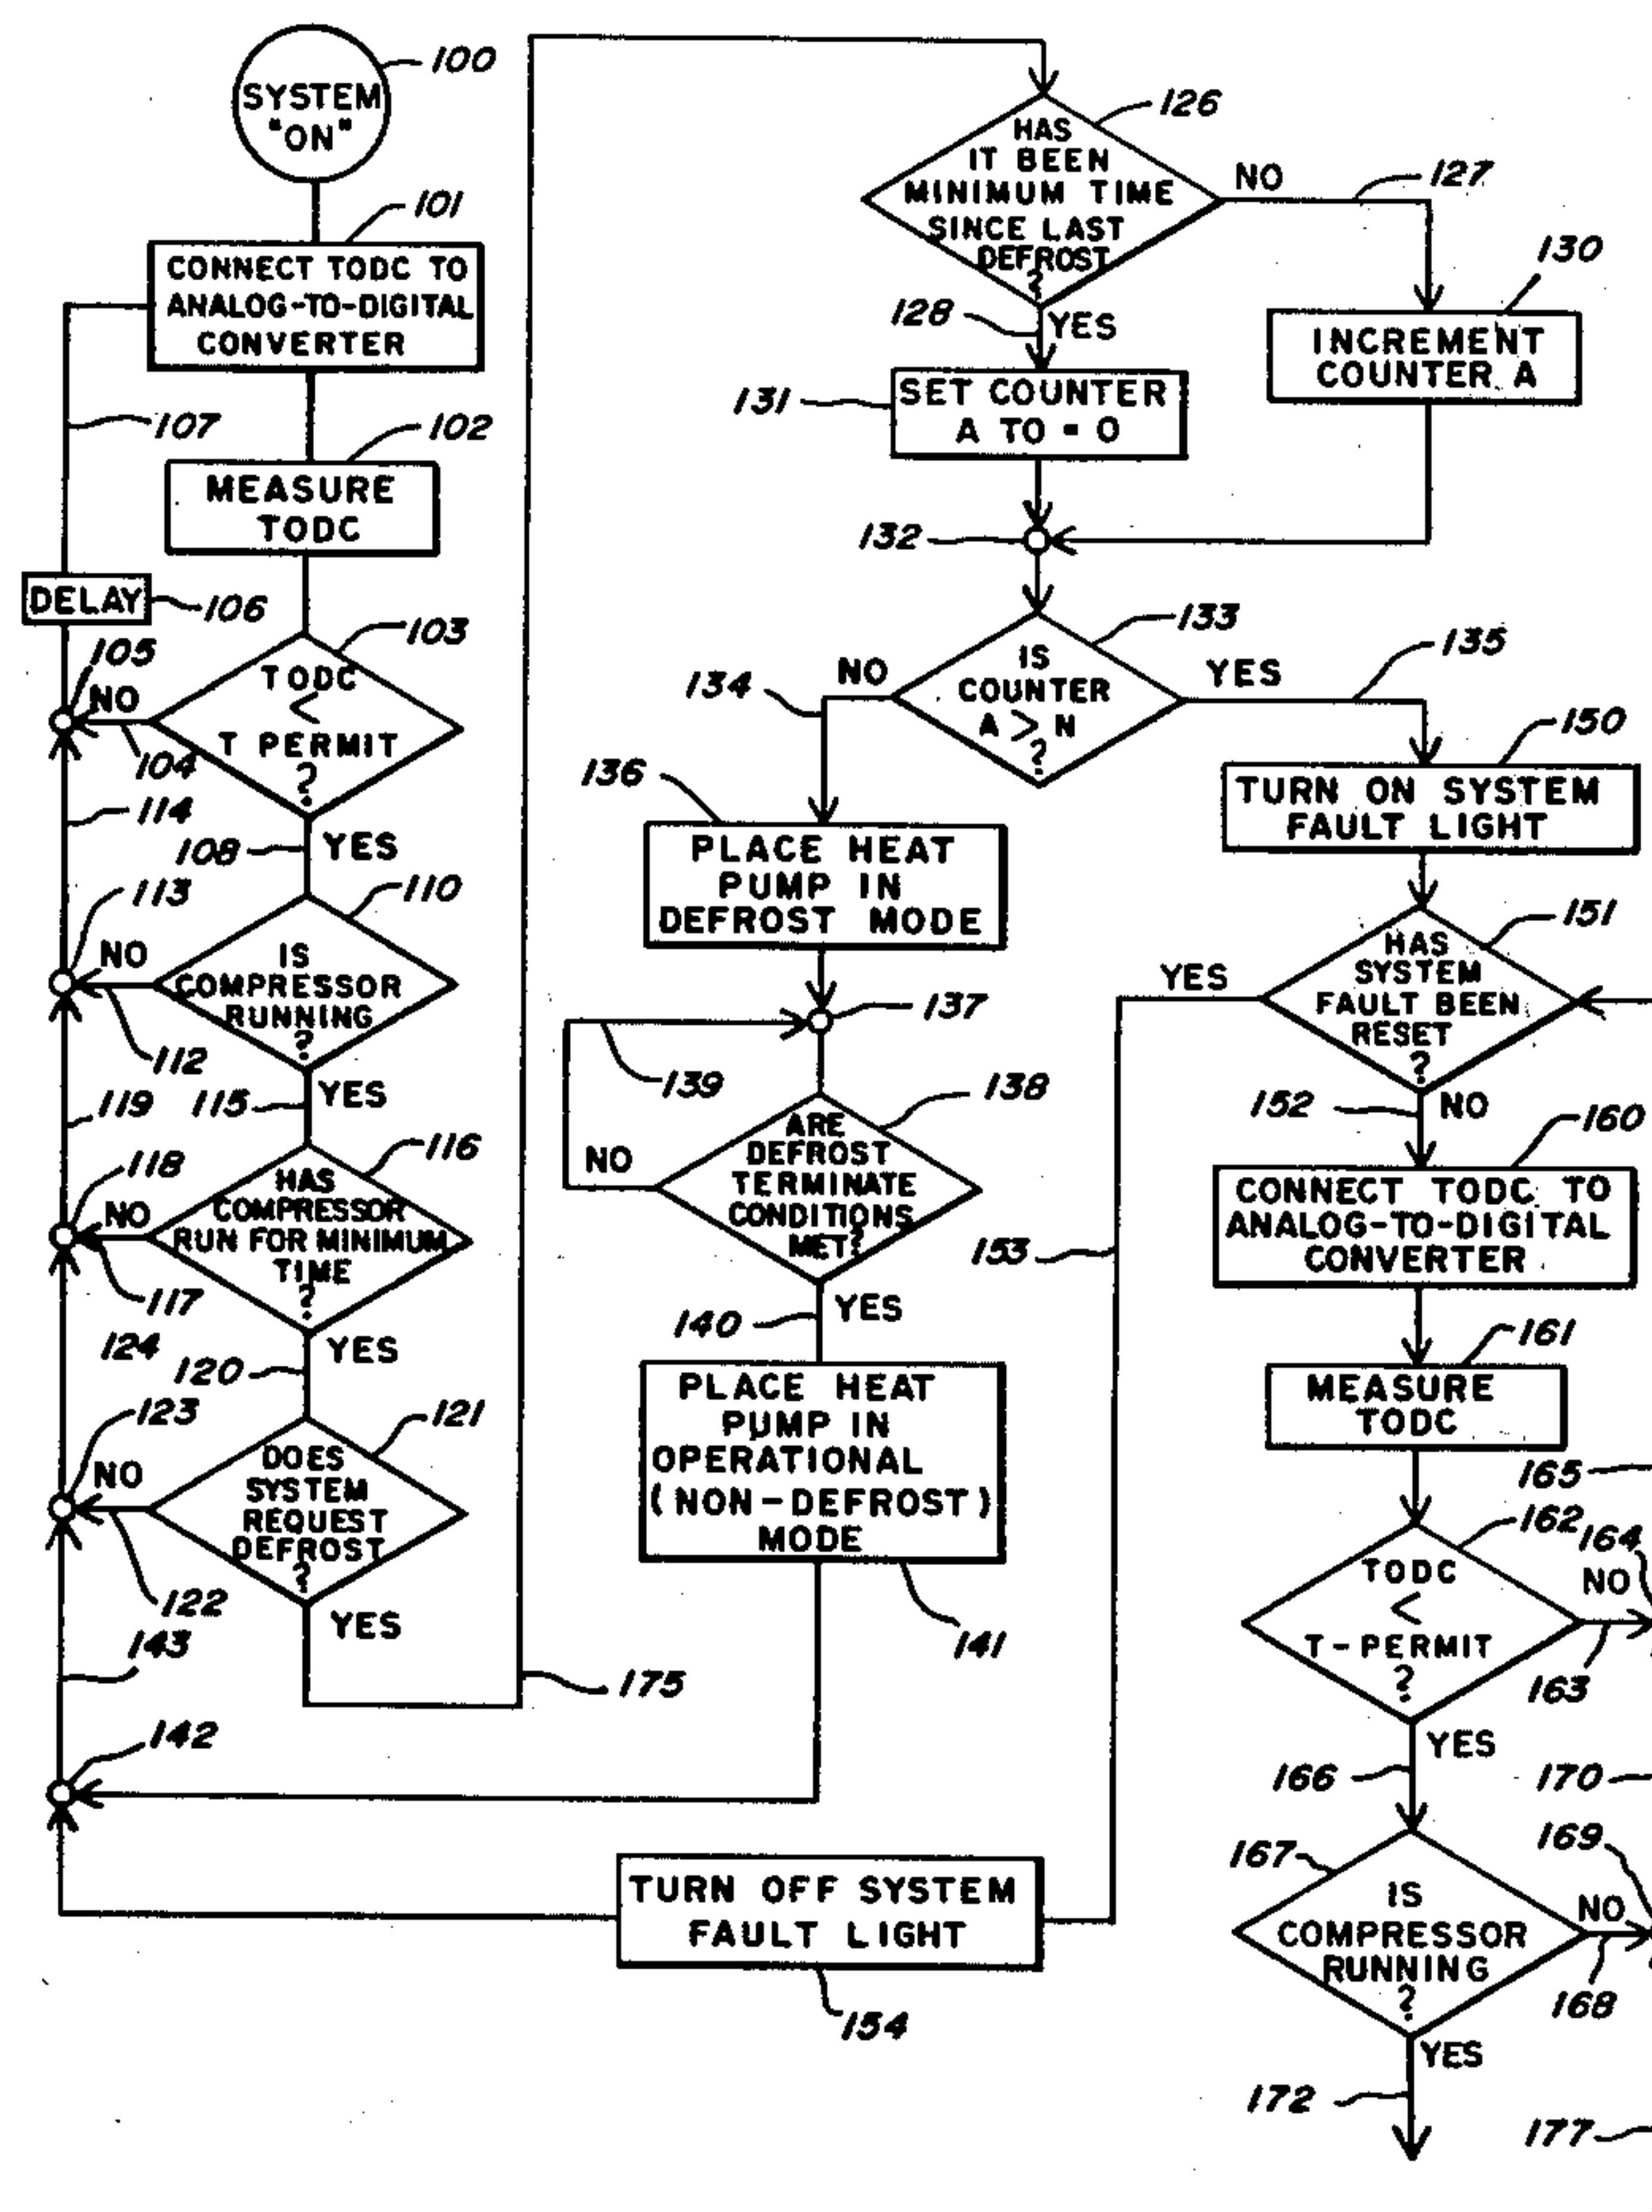 100
SYSTEM
"ON"
101
CONNECT TODC TO
ANALOG-TO-DIGITAL
CONVERTER
107
102
MEASURE
TODC
DELAY
106
105
103
NO
TODC
<
T PERMIT
?
104
114
108
YES
113
110
NO
IS
COMPRESSOR
RUNNING
?
112
119
115
YES
118
116
NO
HAS
COMPRESSOR
RUN FOR MINIMUM
TIME
?
117
124
120
YES
123
121
NO
DOES
SYSTEM
REQUEST
DEFROST
?
122
YES
143
175
142
126
HAS
IT BEEN
MINIMUM TIME
SINCE LAST
DEFROST
?
NO
127
128
YES
130
INCREMENT
COUNTER A
131
SET COUNTER
A TO = 0
132
133
IS
COUNTER
A > N
?
NO
134
YES
135
136
PLACE HEAT
PUMP IN
DEFROST MODE
137
139
138
ARE
DEFROST
TERMINATE
CONDITIONS
MET?
NO
140
YES
PLACE HEAT
PUMP IN
OPERATIONAL
(NON-DEFROST)
MODE
141
150
TURN ON SYSTEM
FAULT LIGHT
151
HAS
SYSTEM
FAULT BEEN
RESET
?
YES
153
152
NO
160
CONNECT TODC TO
ANALOG-TO-DIGITAL
CONVERTER
161
MEASURE
TODC
165
162
164
TODC
<
T-PERMIT
?
NO
163
166
YES
170
167
169
IS
COMPRESSOR
RUNNING
?
NO
168
YES
172
177
TURN OFF SYSTEM
FAULT LIGHT
154